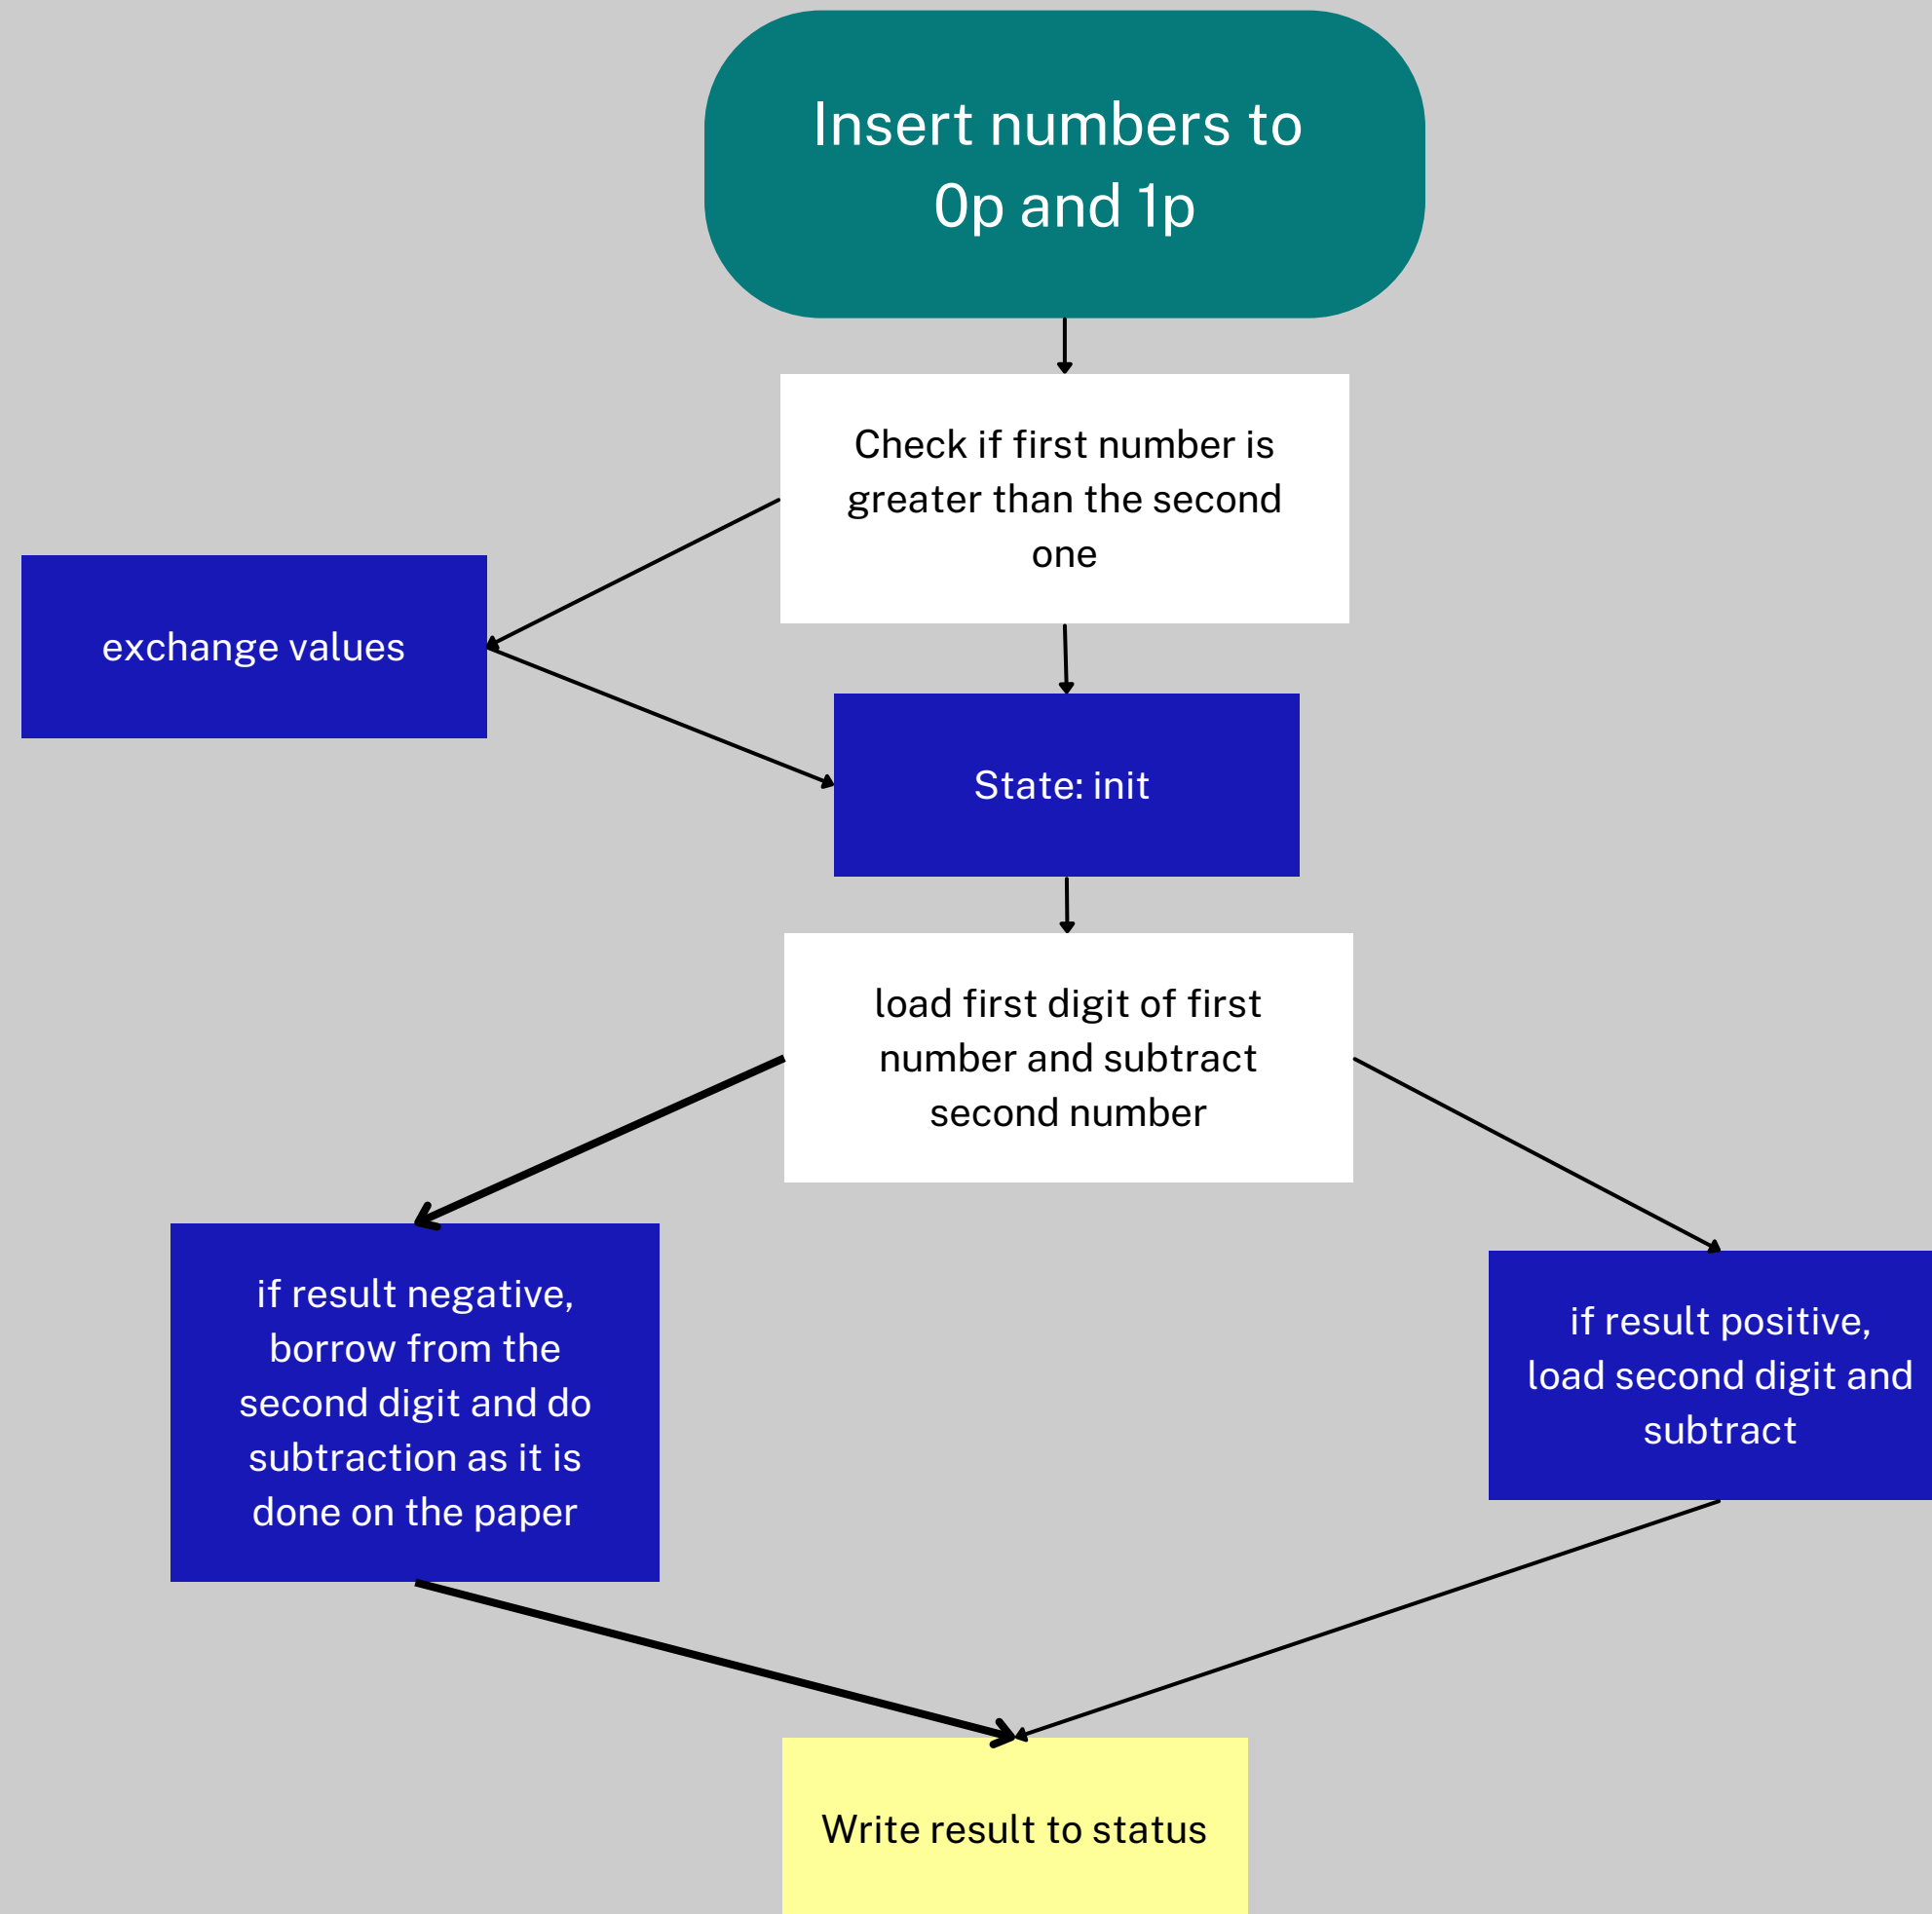 Insert numbers to
0p and 1p
Check if first number is
greater than the second
one
exchange values
State: init
load first digit of first
number and subtract
second number
if result negative,
borrow from the
second digit and do
subtraction as it is
done on the paper
if result positive,
load second digit and
subtract
Write result to status